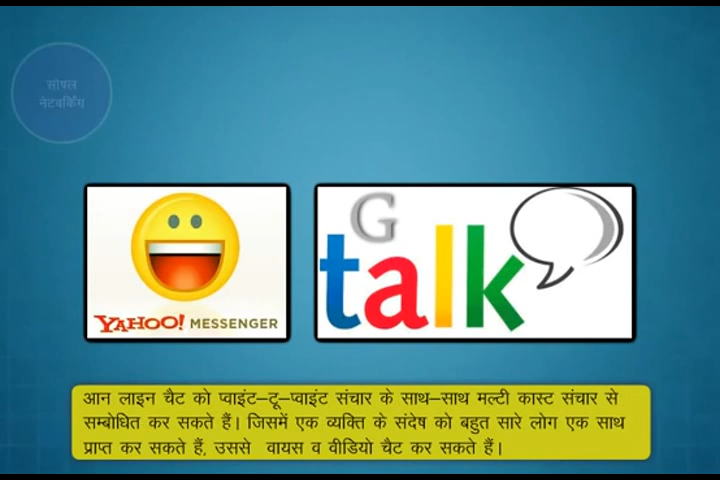 सोषल
नेटवर्किंग
YAHOO! MESSENGER
G
talk
आन लाइन चैट को प्वाइंट–टू–प्वाइंट संचार के साथ–साथ मल्टी कास्ट संचार से
सम्बोधित कर सकते हैं। जिसमें एक व्यक्ति के संदेष को बहुत सारे लोग एक साथ
प्राप्त कर सकते हैं, उससे वायस व वीडियो चैट कर सकते हैं।